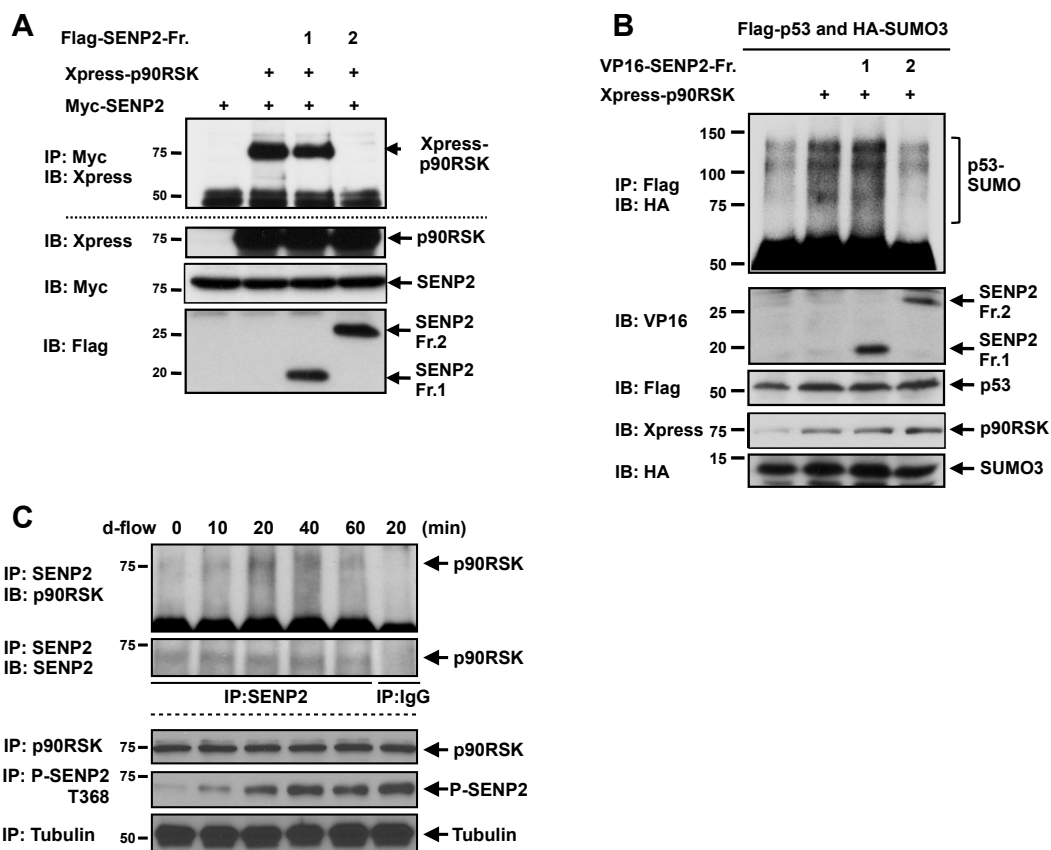 A
Flag-SENP2-Fr. 1 2
Xpress-p90RSK + + +
Myc-SENP2 + + + +
IP: Myc
IB: Xpress
75
50
Xpress-
p90RSK
IB: Xpress 75 p90RSK
IB: Myc 75 SENP2
IB: Flag
25
20
SENP2
Fr.2
SENP2
Fr.1
B
Flag-p53 and HA-SUMO3
VP16-SENP2-Fr. 1 2
Xpress-p90RSK + + +
IP: Flag
IB: HA
150
100
75
50
p53-
SUMO
IB: VP16
25
20
SENP2
Fr.2
SENP2
Fr.1
IB: Flag 50 p53
IB: Xpress 75 p90RSK
IB: HA 15 SUMO3
C
d-flow 0 10 20 40 60 20 (min)
IP: SENP2
IB: p90RSK
75 p90RSK
IP: SENP2
IB: SENP2
75 p90RSK
IP:SENP2 IP:IgG
IP: p90RSK 75 p90RSK
IP: P-SENP2
T368
75 P-SENP2
IP: Tubulin 50 Tubulin